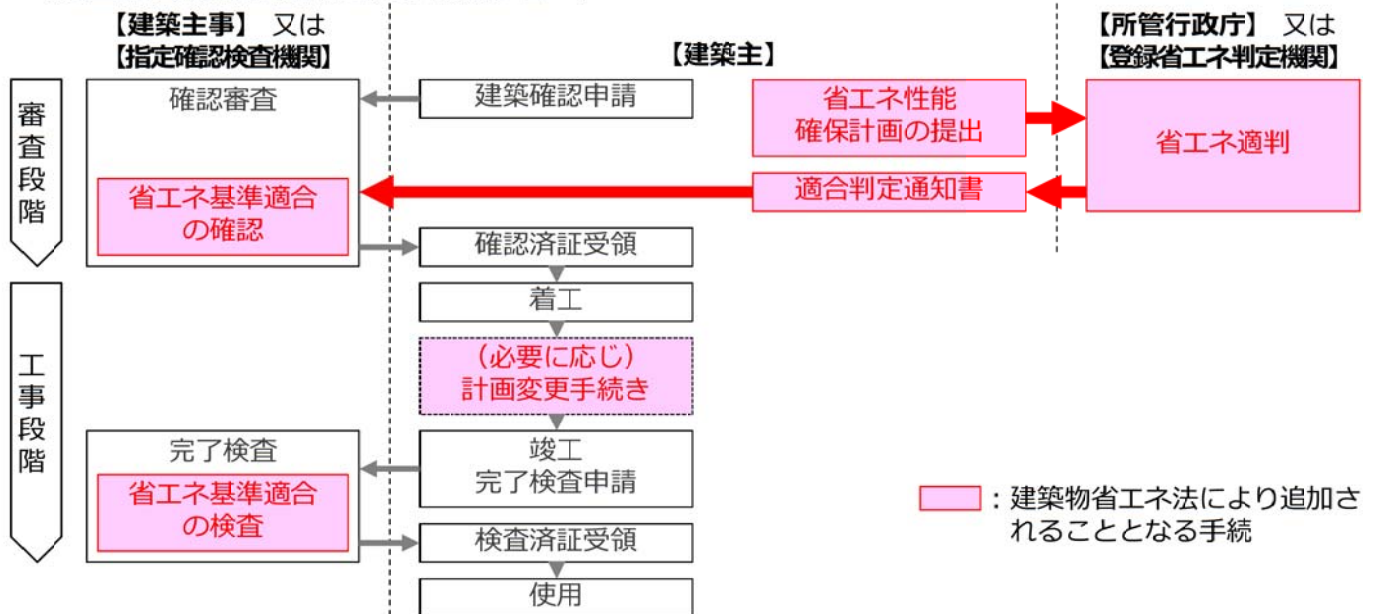 【建築主事】 又は
【指定確認検査機関】
【建築主】
【所管行政庁】 又は
【登録省エネ判定機関】
審査段階
確認審査
建築確認申請
省エネ性能
確保計画の提出
省エネ適判
省エネ基準適合
の確認
適合判定通知書
確認済証受領
工事段階
着工
（必要に応じ）
計画変更手続き
完了検査
竣工
完了検査申請
省エネ基準適合
の検査
検査済証受領
使用
：建築物省エネ法により追加さ
れることとなる手続